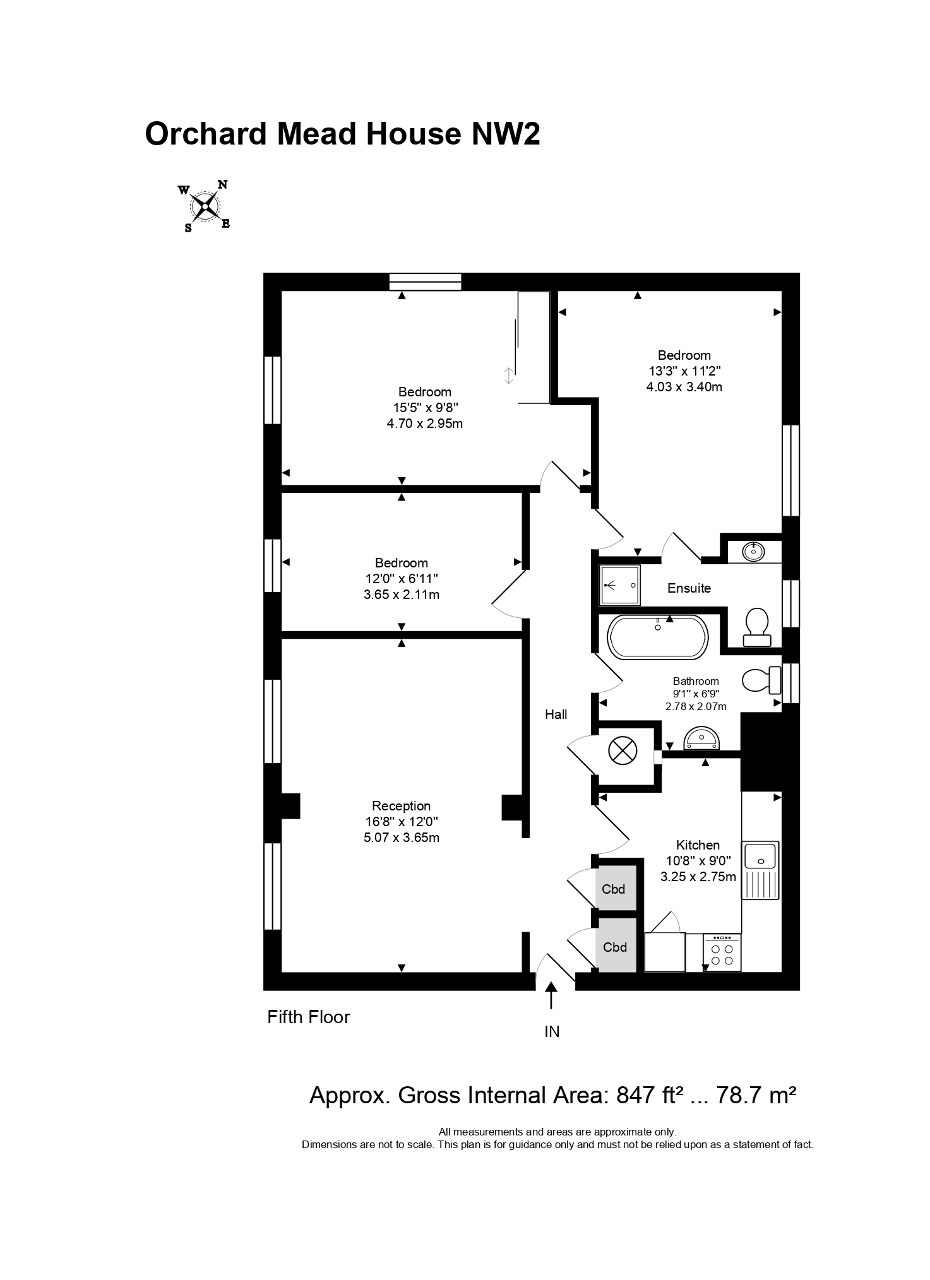 Orchard Mead House NW2
N
W
E
S
Bedroom
13'3" x 11'2"
4.03 x 3.40m
Bedroom
15'5" x 9'8"
4.70 x 2.95m
Bedroom
12'0" x 6'11"
3.65 x 2.11m
Ensuite
Bathroom
9'1" x 6'9"
2.78 x 2.07m
Hall
Reception
16'8" x 12'0"
5.07 x 3.65m
Kitchen
10'8" x 9'0"
3.25 x 2.75m
Cbd
Cbd
Fifth Floor
IN
Approx. Gross Internal Area: 847 ft² ... 78.7 m²
All measurements and areas are approximate only.
Dimensions are not to scale. This plan is for guidance only and must not be relied upon as a statement of fact.